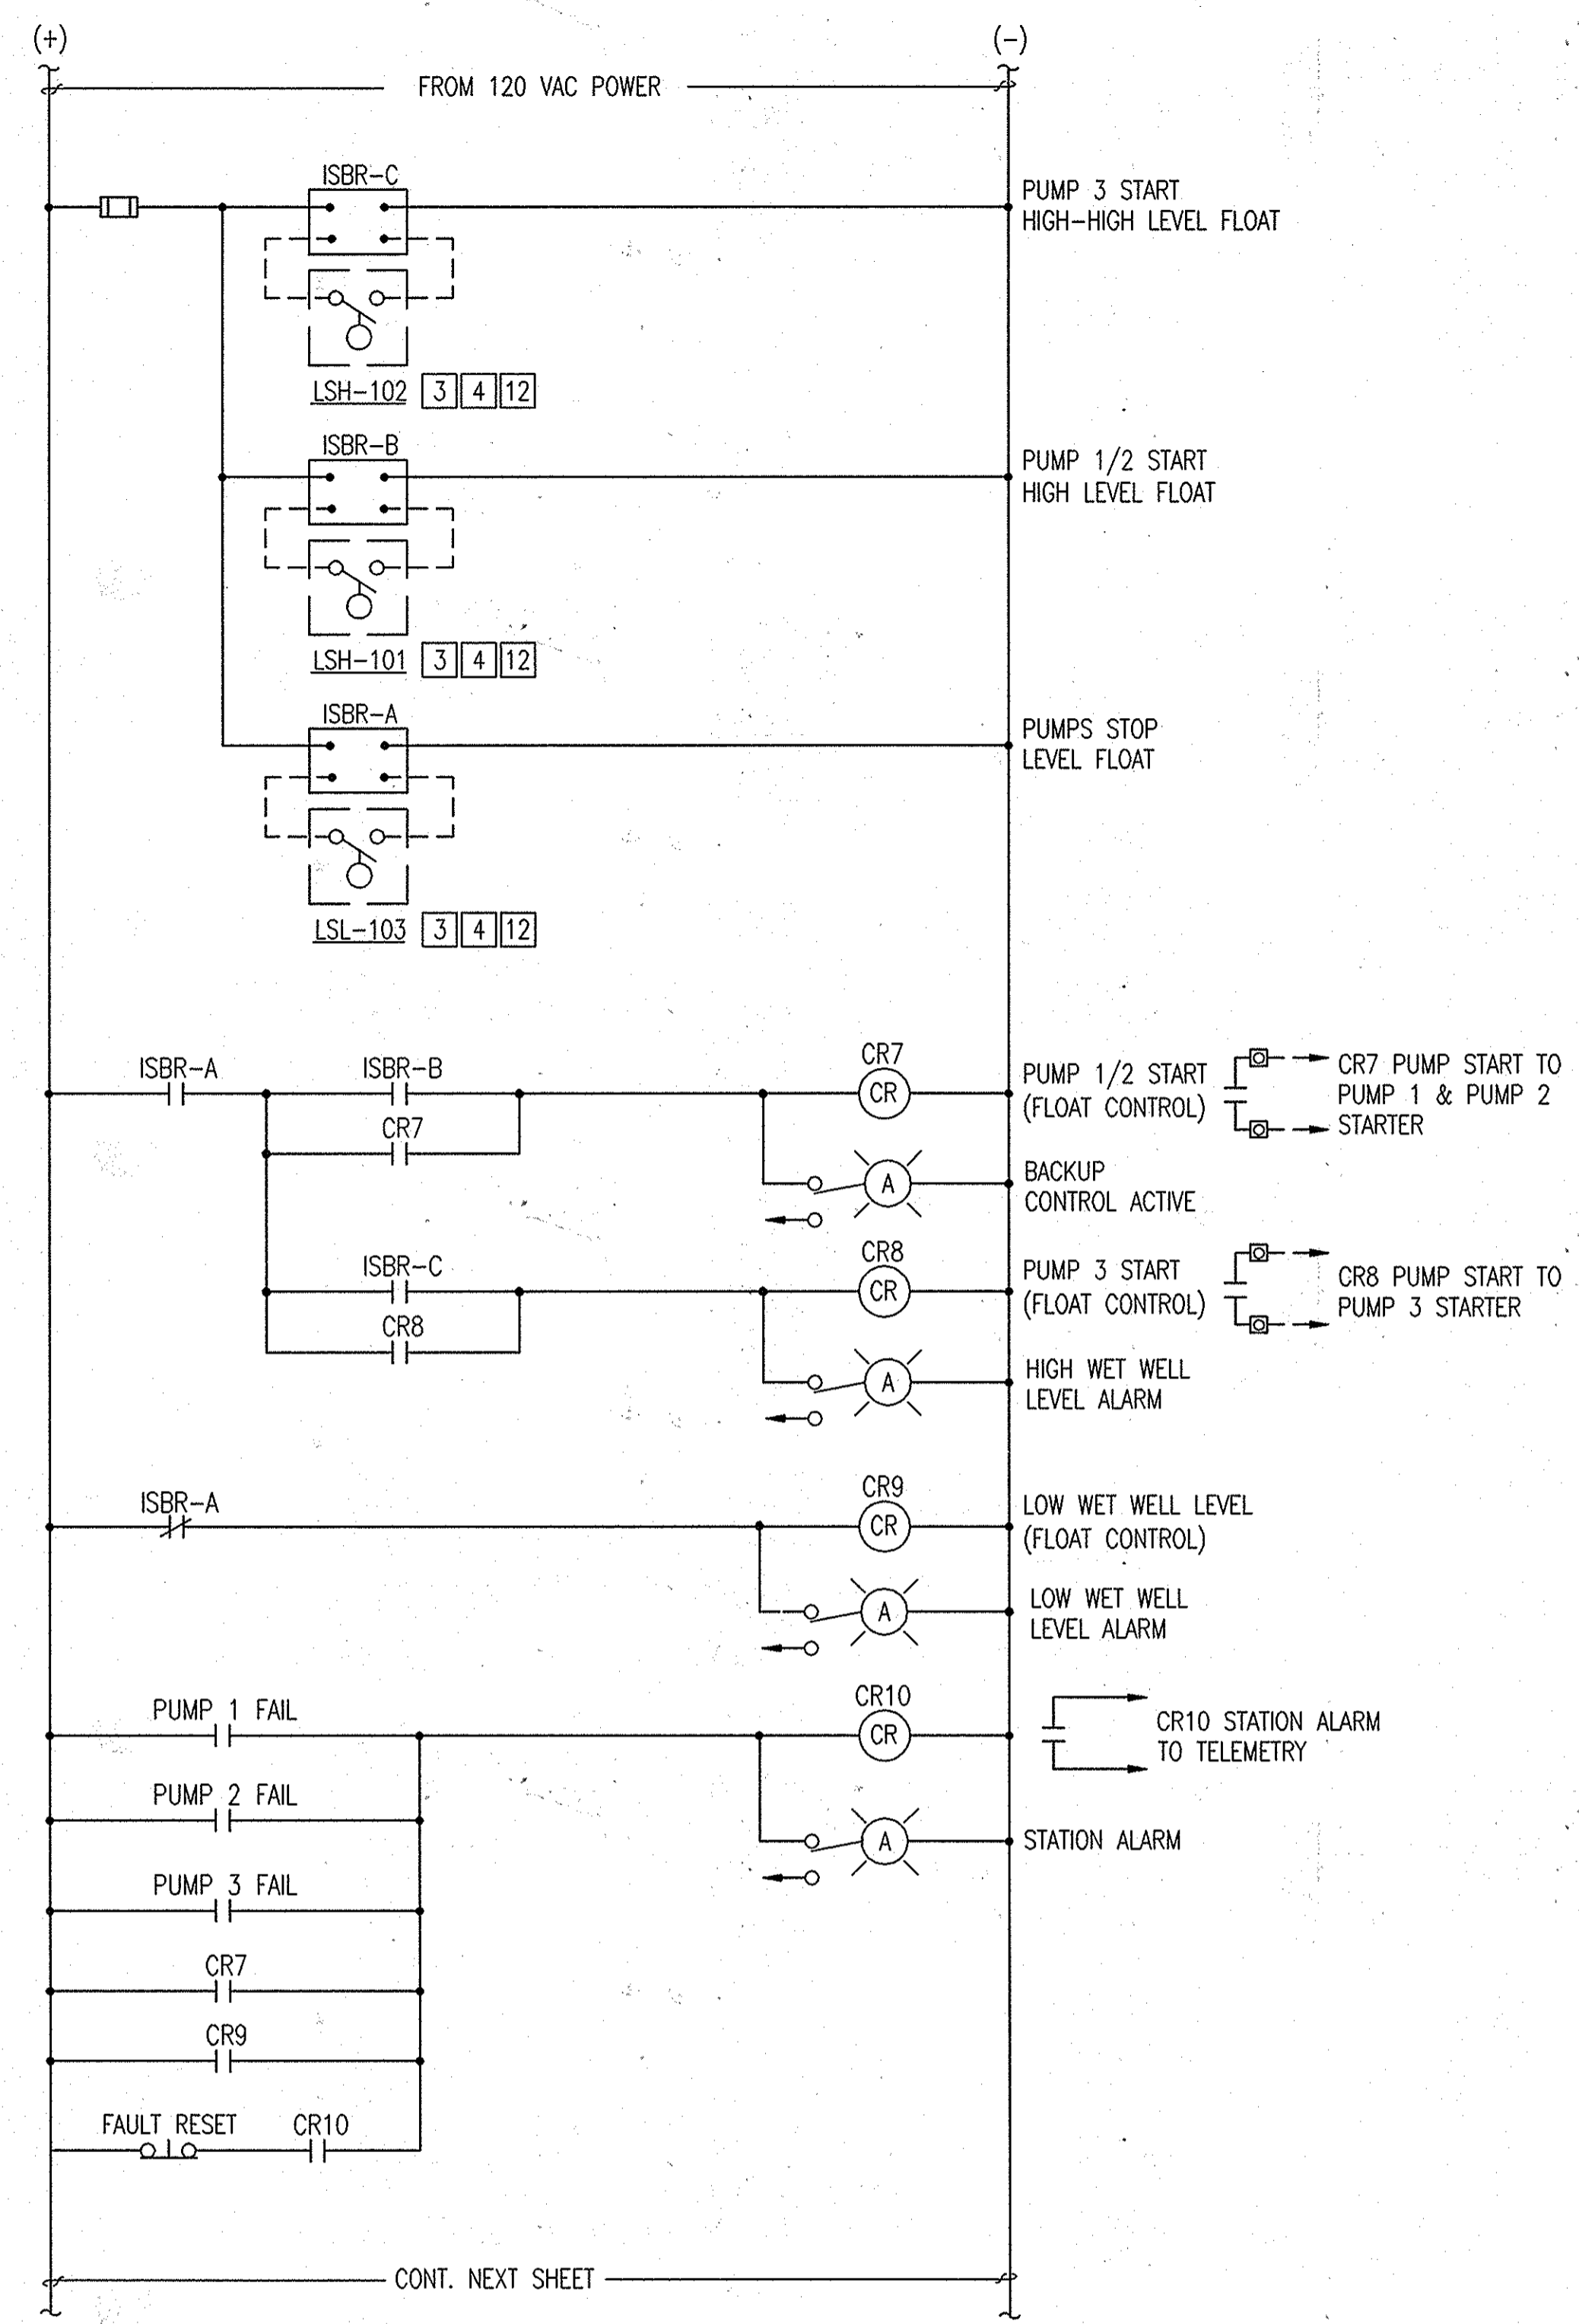 (+)
(-)
FROM 120 VAC POWER
ISBR-C
PUMP 3 START
HIGH-HIGH LEVEL FLOAT
LSH-102 3 4 12
ISBR-B
PUMP 1/2 START
HIGH LEVEL FLOAT
LSH-101 3 4 12
ISBR-A
PUMPS STOP
LEVEL FLOAT
LSL-103 3 4 12
ISBR-A
ISBR-B
CR7
CR
PUMP 1/2 START
(FLOAT CONTROL)
CR7 PUMP START TO
PUMP 1 & PUMP 2
STARTER
CR7
A
BACKUP
CONTROL ACTIVE
ISBR-C
CR8
CR
PUMP 3 START
(FLOAT CONTROL)
CR8 PUMP START TO
PUMP 3 STARTER
CR8
A
HIGH WET WELL
LEVEL ALARM
ISBR-A
CR9
CR
LOW WET WELL LEVEL
(FLOAT CONTROL)
A
LOW WET WELL
LEVEL ALARM
PUMP 1 FAIL
CR10
CR
CR10 STATION ALARM
TO TELEMETRY
PUMP 2 FAIL
A
STATION ALARM
PUMP 3 FAIL
CR7
CR9
FAULT RESET
CR10
CONT. NEXT SHEET